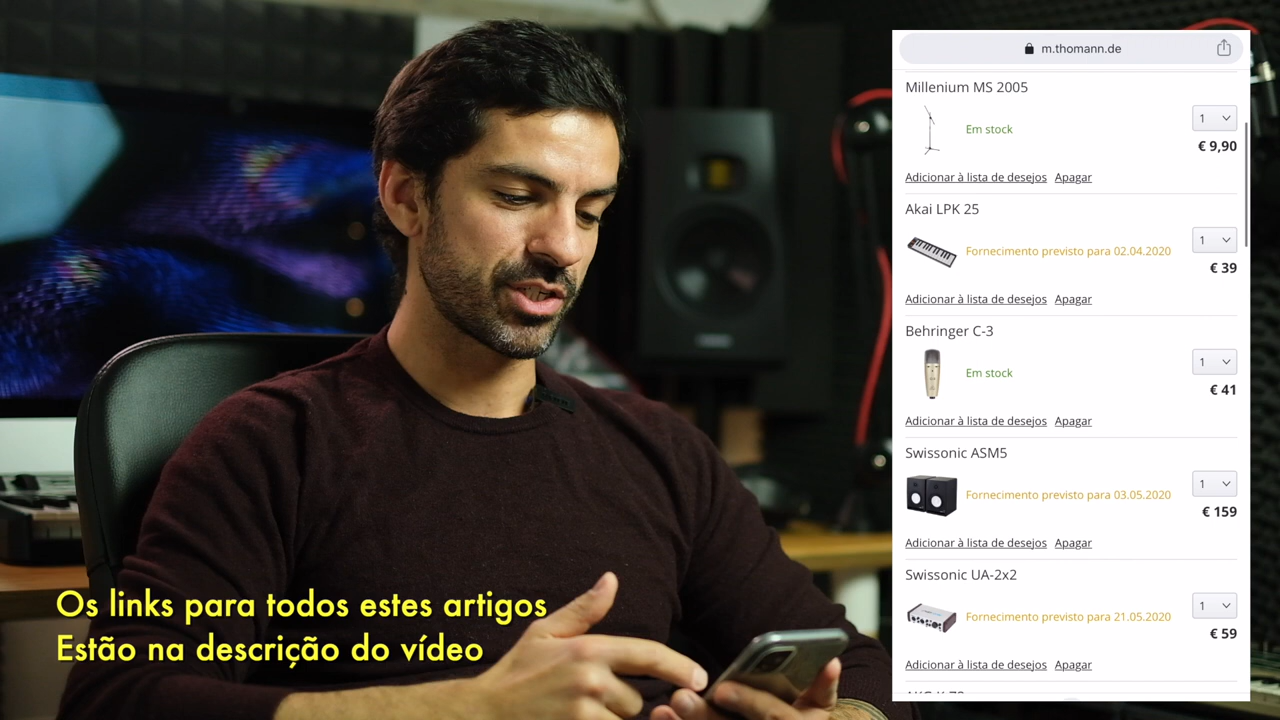 m.thomann.de
Millenium MS 2005
Em stock
1
€ 9,90
Adicionar à lista de desejos Apagar
Akai LPK 25
Fornecimento previsto para 02.04.2020
1
€ 39
Adicionar à lista de desejos Apagar
Behringer C-3
Em stock
1
€ 41
Adicionar à lista de desejos Apagar
Swissonic ASM5
Fornecimento previsto para 03.05.2020
1
€ 159
Adicionar à lista de desejos Apagar
Swissonic UA-2x2
Fornecimento previsto para 21.05.2020
1
€ 59
Adicionar à lista de desejos Apagar
Os links para todos estes artigos
Estão na descrição do vídeo